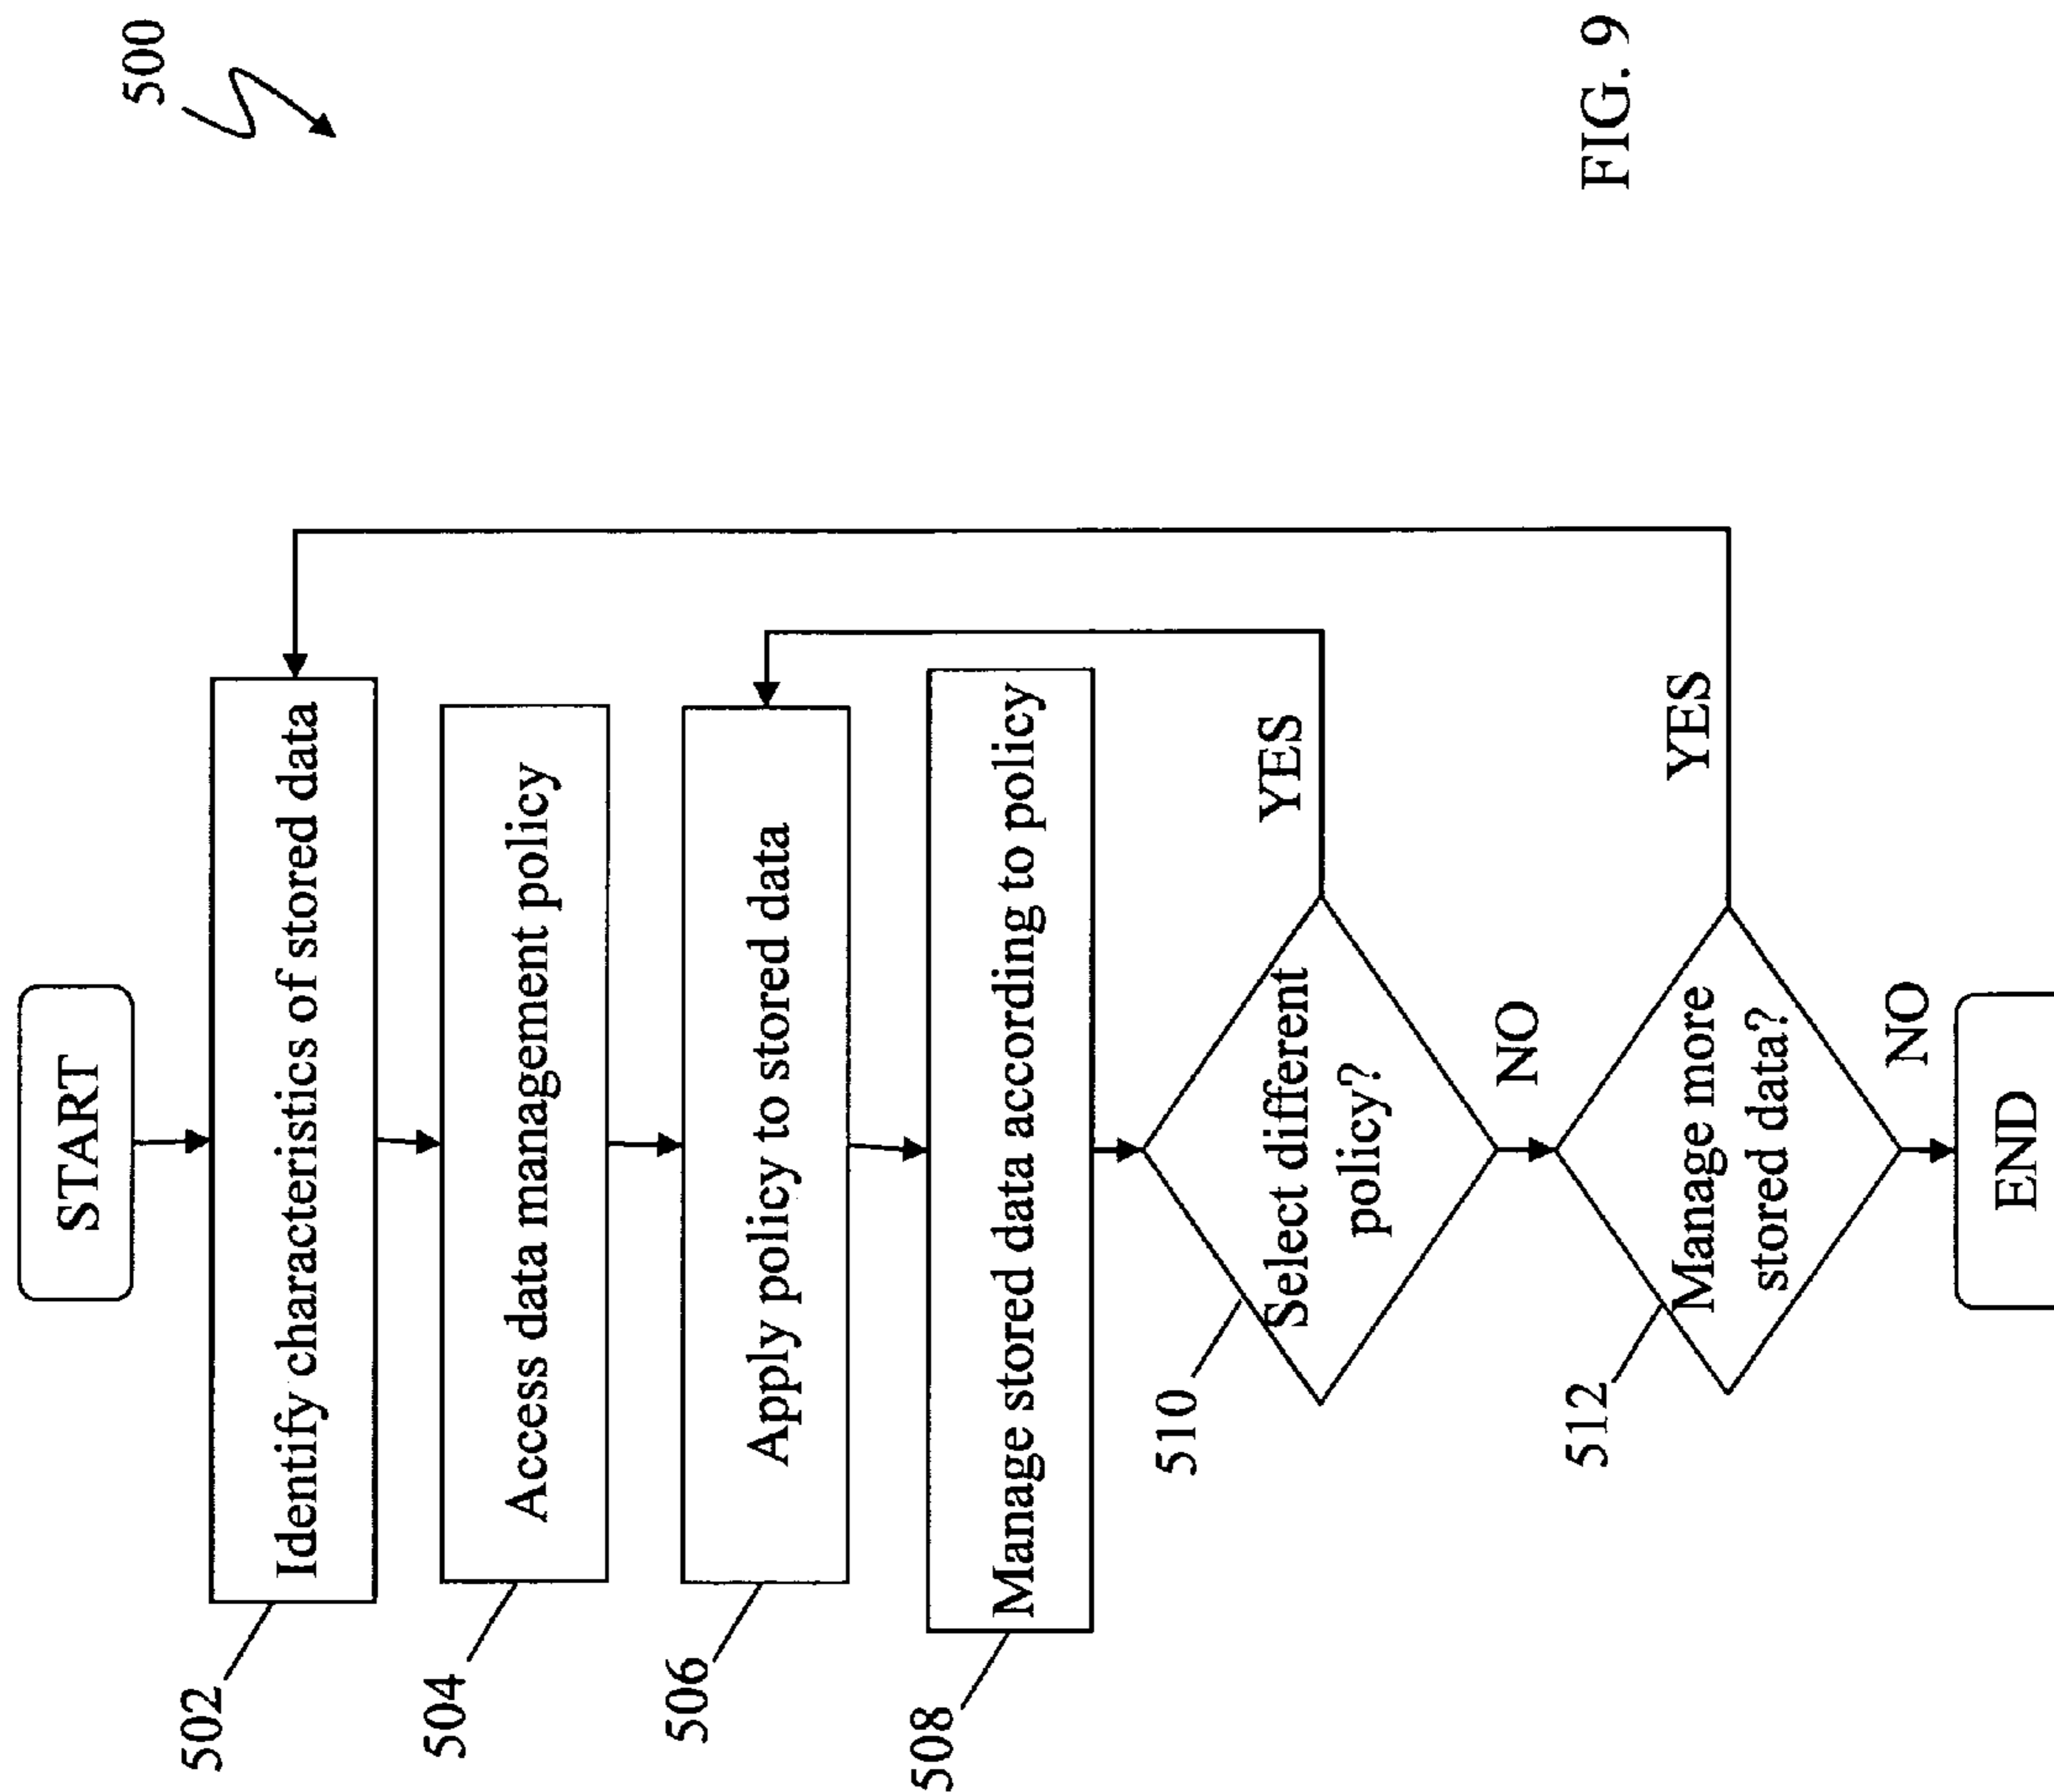 500
START
502
Identify characteristics of stored data
504
Access data management policy
506
Apply policy to stored data
508
Manage stored data according to policy
510
Select different
policy?
YES
NO
512
Manage more
stored data?
YES
NO
END
FIG. 9